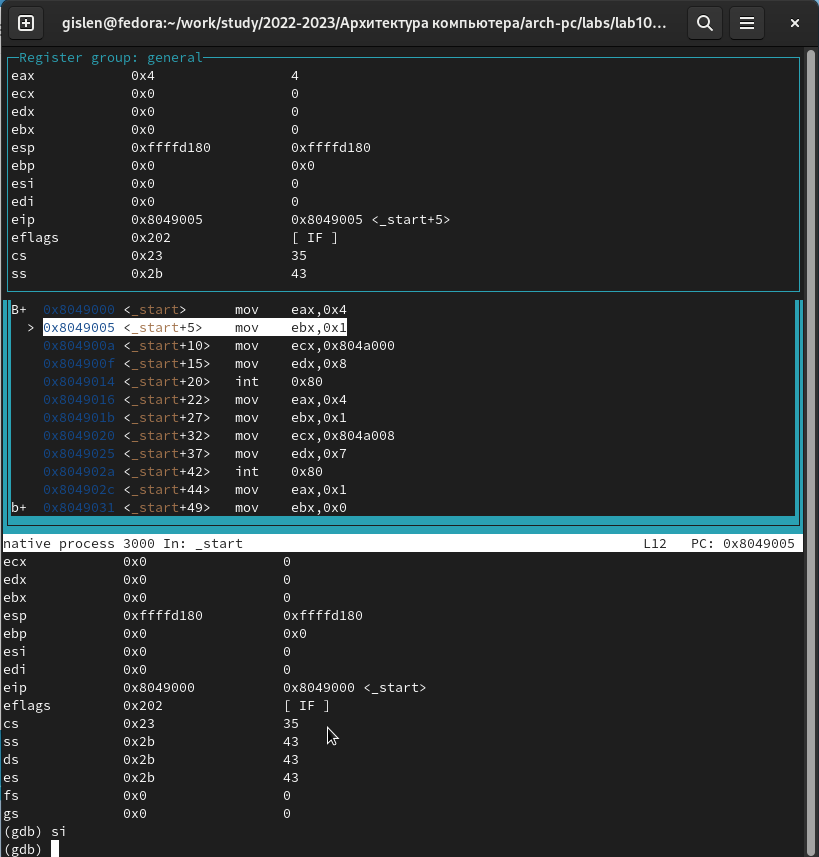 gislen@fedora:~/work/study/2022-2023/Архитектура компьютера/arch-pc/labs/lab10...
Register group: general
eax 0x4 4
ecx 0x0 0
edx 0x0 0
ebx 0x0 0
esp 0xffffd180 0xffffd180
ebp 0x0 0x0
esi 0x0 0
edi 0x0 0
eip 0x8049005 0x8049005 <_start+5>
eflags 0x202 [ IF ]
cs 0x23 35
ss 0x2b 43
B+ 0x8049000 <_start> mov eax,0x4
> 0x8049005 <_start+5> mov ebx,0x1
0x804900a <_start+10> mov ecx,0x804a000
0x804900f <_start+15> mov edx,0x8
0x8049014 <_start+20> int 0x80
0x8049016 <_start+22> mov eax,0x4
0x804901b <_start+27> mov ebx,0x1
0x8049020 <_start+32> mov ecx,0x804a008
0x8049025 <_start+37> mov edx,0x7
0x804902a <_start+42> int 0x80
0x804902c <_start+44> mov eax,0x1
b+ 0x8049031 <_start+49> mov ebx,0x0
native process 3000 In: _start L12 PC: 0x8049005
ecx 0x0 0
edx 0x0 0
ebx 0x0 0
esp 0xffffd180 0xffffd180
ebp 0x0 0x0
esi 0x0 0
edi 0x0 0
eip 0x8049000 0x8049000 <_start>
eflags 0x202 [ IF ]
cs 0x23 35
ss 0x2b 43
ds 0x2b 43
es 0x2b 43
fs 0x0 0
gs 0x0 0
(gdb) si
(gdb)